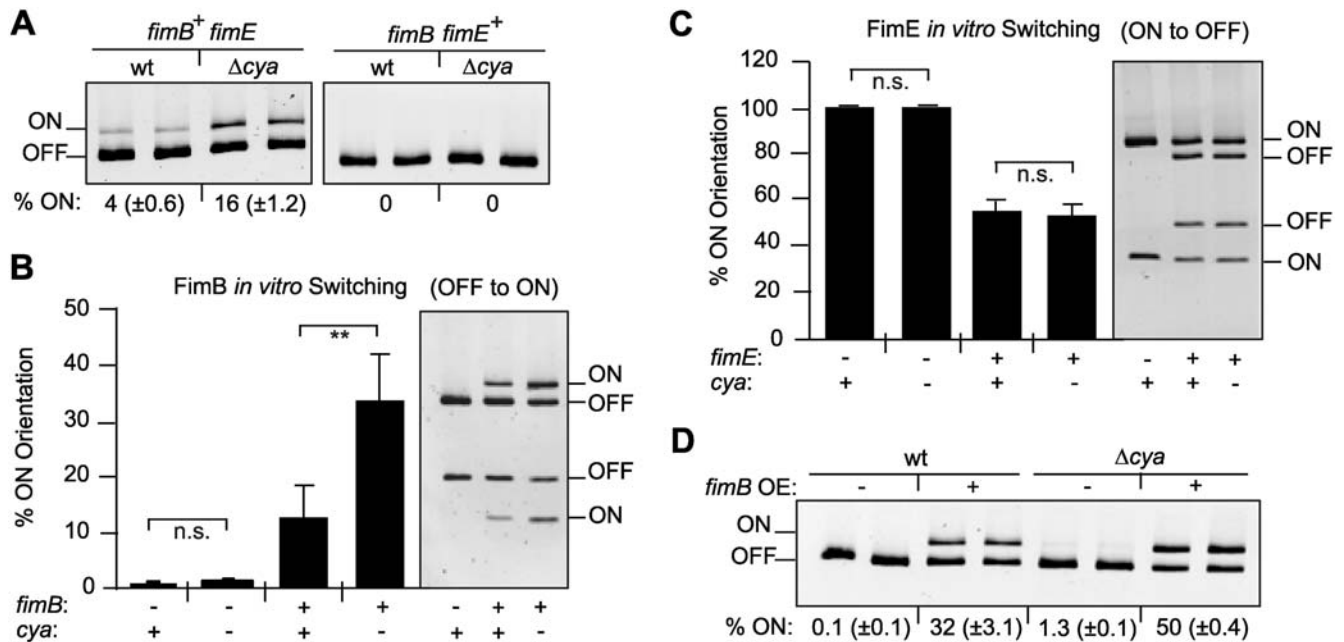 A
fimB+ fimE
fimB fimE+
wt Δcya
wt Δcya
ON
OFF
% ON: 4 (±0.6) 16 (±1.2) 0 0
B
FimB in vitro Switching (OFF to ON)
% ON Orientation
50
40
30
20
10
0
n.s.
**
ON
OFF
OFF
ON
fimB: - - + + - + +
cya: + - + - + + -
C
FimE in vitro Switching (ON to OFF)
% ON Orientation
120
100
80
60
40
20
0
n.s.
n.s.
ON
OFF
OFF
ON
fimE: - - + + - + +
cya: + - + - + + -
D
wt Δcya
fimB OE: - + - +
ON
OFF
% ON: 0.1 (±0.1) 32 (±3.1) 1.3 (±0.1) 50 (±0.4)